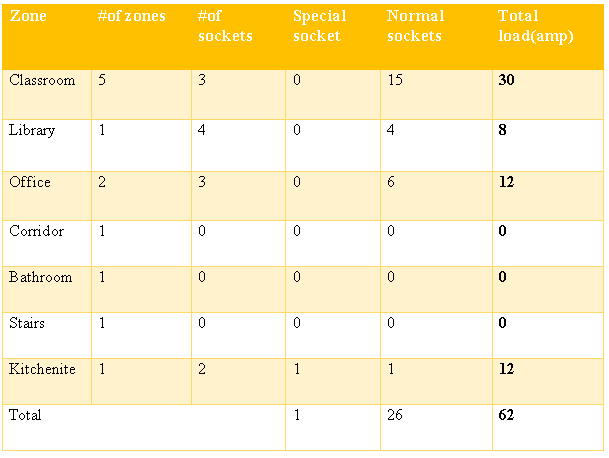 Zone #of zones #of sockets Special socket Normal sockets Total load(amp)
Classroom 5 3 0 15 30
Library 1 4 0 4 8
Office 2 3 0 6 12
Corridor 1 0 0 0 0
Bathroom 1 0 0 0 0
Stairs 1 0 0 0 0
Kitchenite 1 2 1 1 12
Total 1 26 62